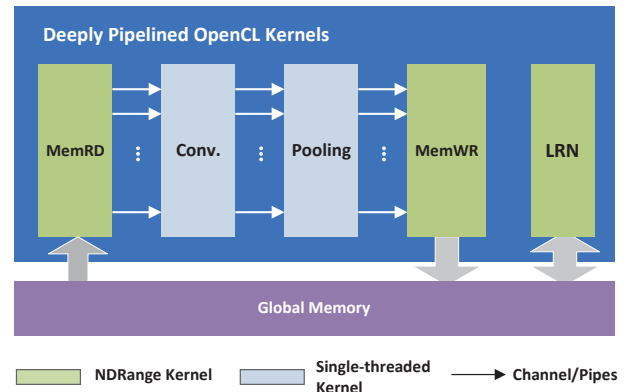 Deeply Pipelined OpenCL Kernels
MemRD
Conv.
Pooling
MemWR
LRN
Global Memory
NDRange Kernel
Single-threaded
Kernel
Channel/Pipes